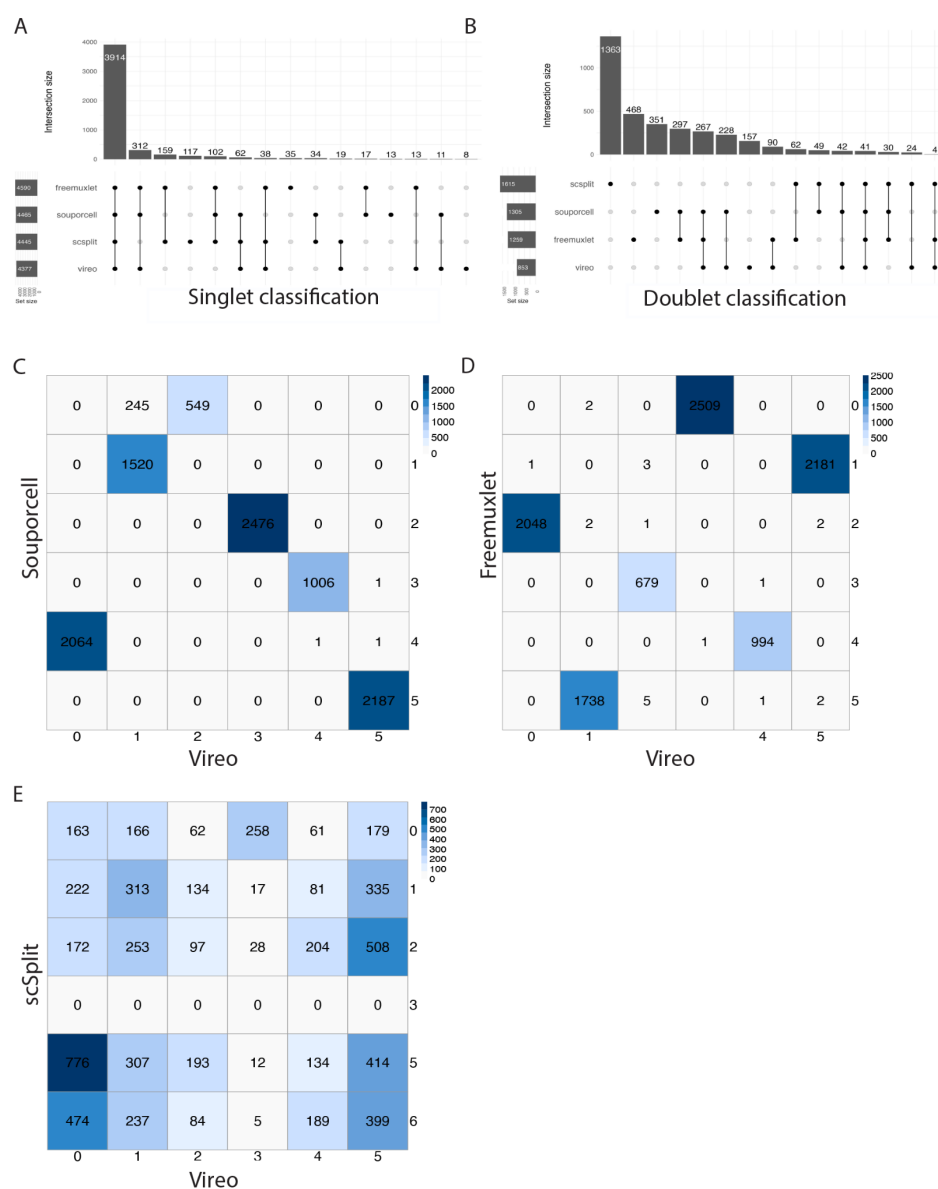 A
4000
3000
2000
1000
0
Intersection size
3914
312 159 117 102 62 38 35 34 19 17 13 13 11 8
4590 freemuxlet
4465 souporcell
4445 scsplit
4377 vireo
Set size
Singlet classification
B
1000
500
0
Intersection size
1363
468 351 297 267 228 157 90 62 49 42 41 30 24 4
1615 scsplit
souporcell
freemuxlet
vireo
Set size
Doublet classification
C
0 245 549 0 0 0 0
0 1520 0 0 0 0 1
0 0 0 2476 0 0 2
0 0 0 0 1006 1 3
2064 0 0 0 1 1 4
0 0 0 0 0 2187 5
0 1 2 3 4 5
Souporcell
Vireo
2000
1500
1000
500
0
D
0 2 0 2509 0 0 0
1 0 3 0 0 2181 1
2048 2 1 0 0 2 2
0 0 679 0 1 0 3
0 0 0 1 994 0 4
0 1738 5 0 1 2 5
0 1 4 5
Freemuxlet
Vireo
2500
2000
1500
1000
500
0
E
163 166 62 258 61 179 0
222 313 134 17 81 335 1
172 253 97 28 204 508 2
0 0 0 0 0 0 3
776 307 193 12 134 414 5
474 237 84 5 189 399 6
0 1 2 3 4 5
scSplit
Vireo
700
600
500
400
300
200
100
0